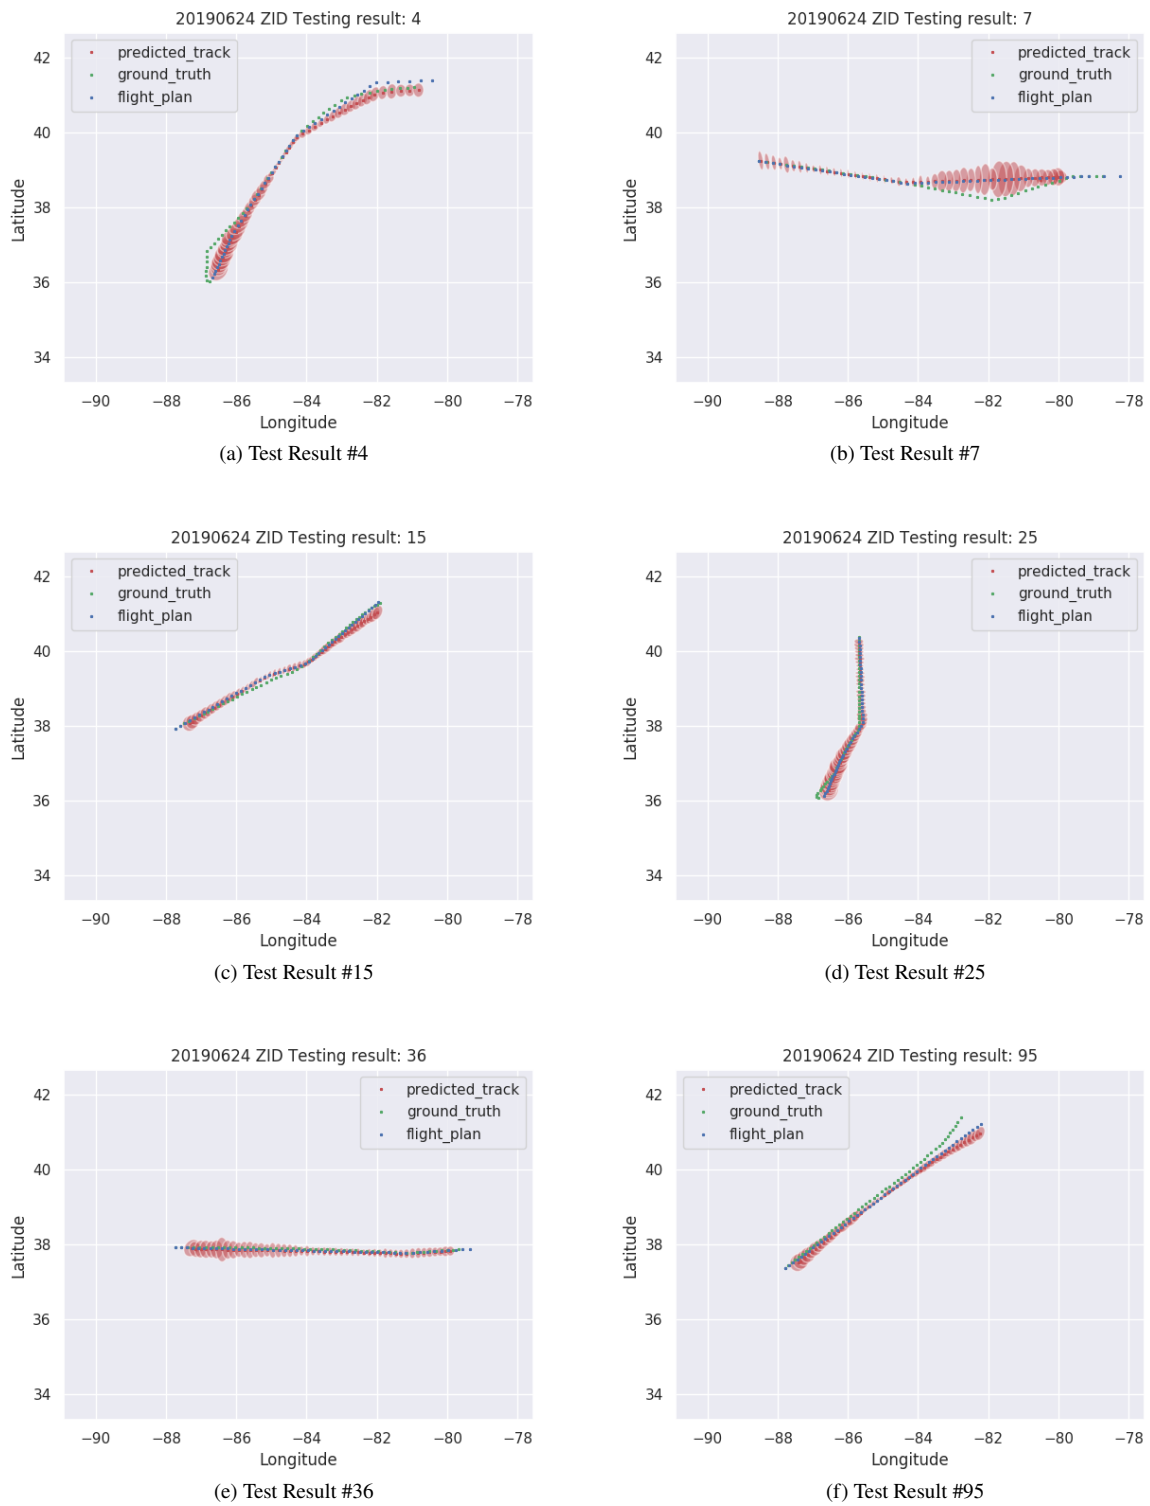 20190624 ZID Testing result: 4
predicted_track
ground_truth
flight_plan
42
40
38
36
34
Latitude
−90 −88 −86 −84 −82 −80 −78
Longitude
(a) Test Result #4
20190624 ZID Testing result: 7
predicted_track
ground_truth
flight_plan
42
40
38
36
34
Latitude
−90 −88 −86 −84 −82 −80 −78
Longitude
(b) Test Result #7
20190624 ZID Testing result: 15
predicted_track
ground_truth
flight_plan
42
40
38
36
34
Latitude
−90 −88 −86 −84 −82 −80 −78
Longitude
(c) Test Result #15
20190624 ZID Testing result: 25
predicted_track
ground_truth
flight_plan
42
40
38
36
34
Latitude
−90 −88 −86 −84 −82 −80 −78
Longitude
(d) Test Result #25
20190624 ZID Testing result: 36
predicted_track
ground_truth
flight_plan
42
40
38
36
34
Latitude
−90 −88 −86 −84 −82 −80 −78
Longitude
(e) Test Result #36
20190624 ZID Testing result: 95
predicted_track
ground_truth
flight_plan
42
40
38
36
34
Latitude
−90 −88 −86 −84 −82 −80 −78
Longitude
(f) Test Result #95